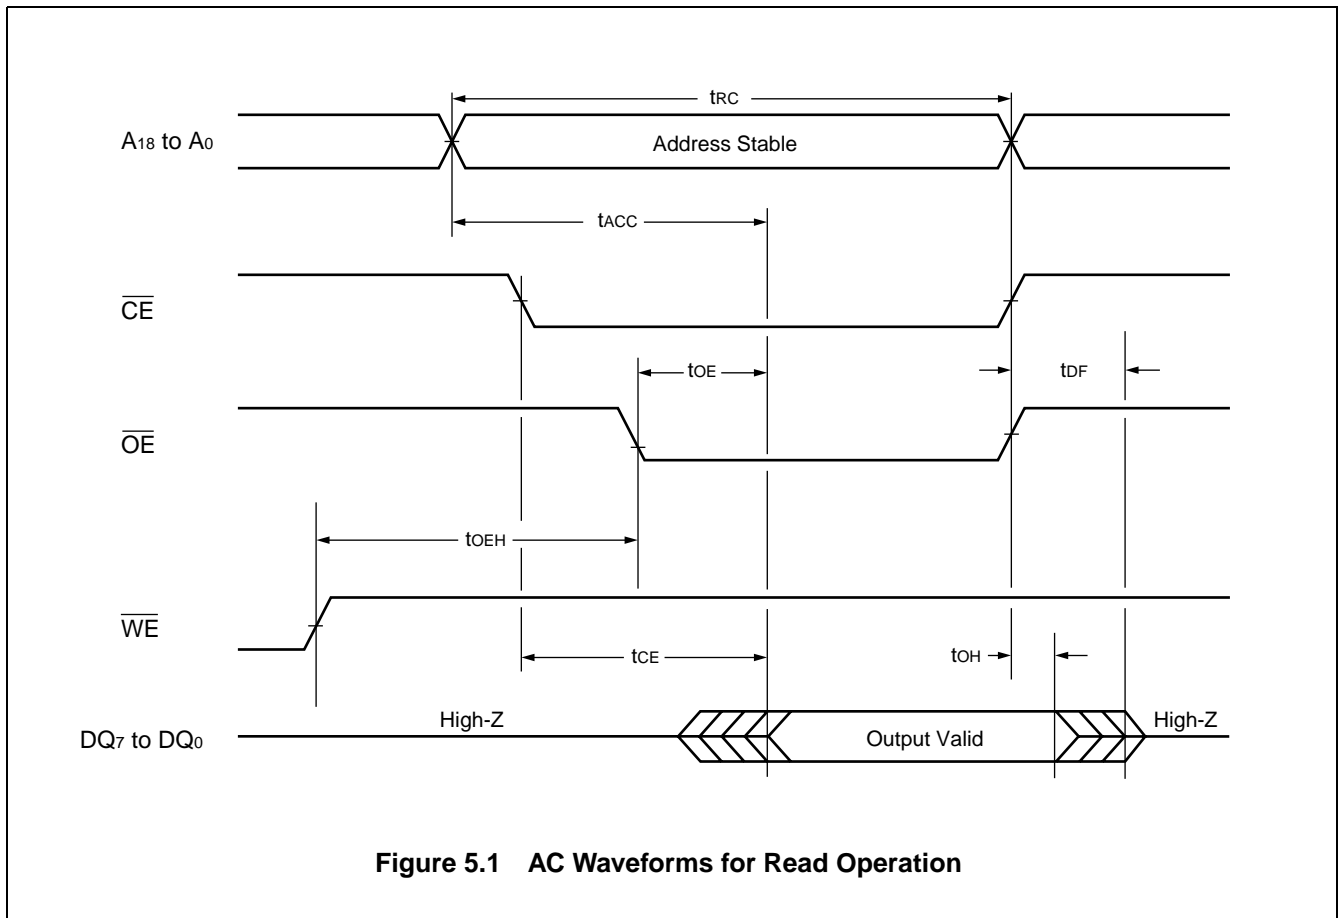 tRC
A18 to A0
Address Stable
tACC
CE
tOE
tDF
OE
tOEH
WE
tCE
tOH
High-Z
High-Z
DQ7 to DQ0
Output Valid
Figure 5.1 AC Waveforms for Read Operation